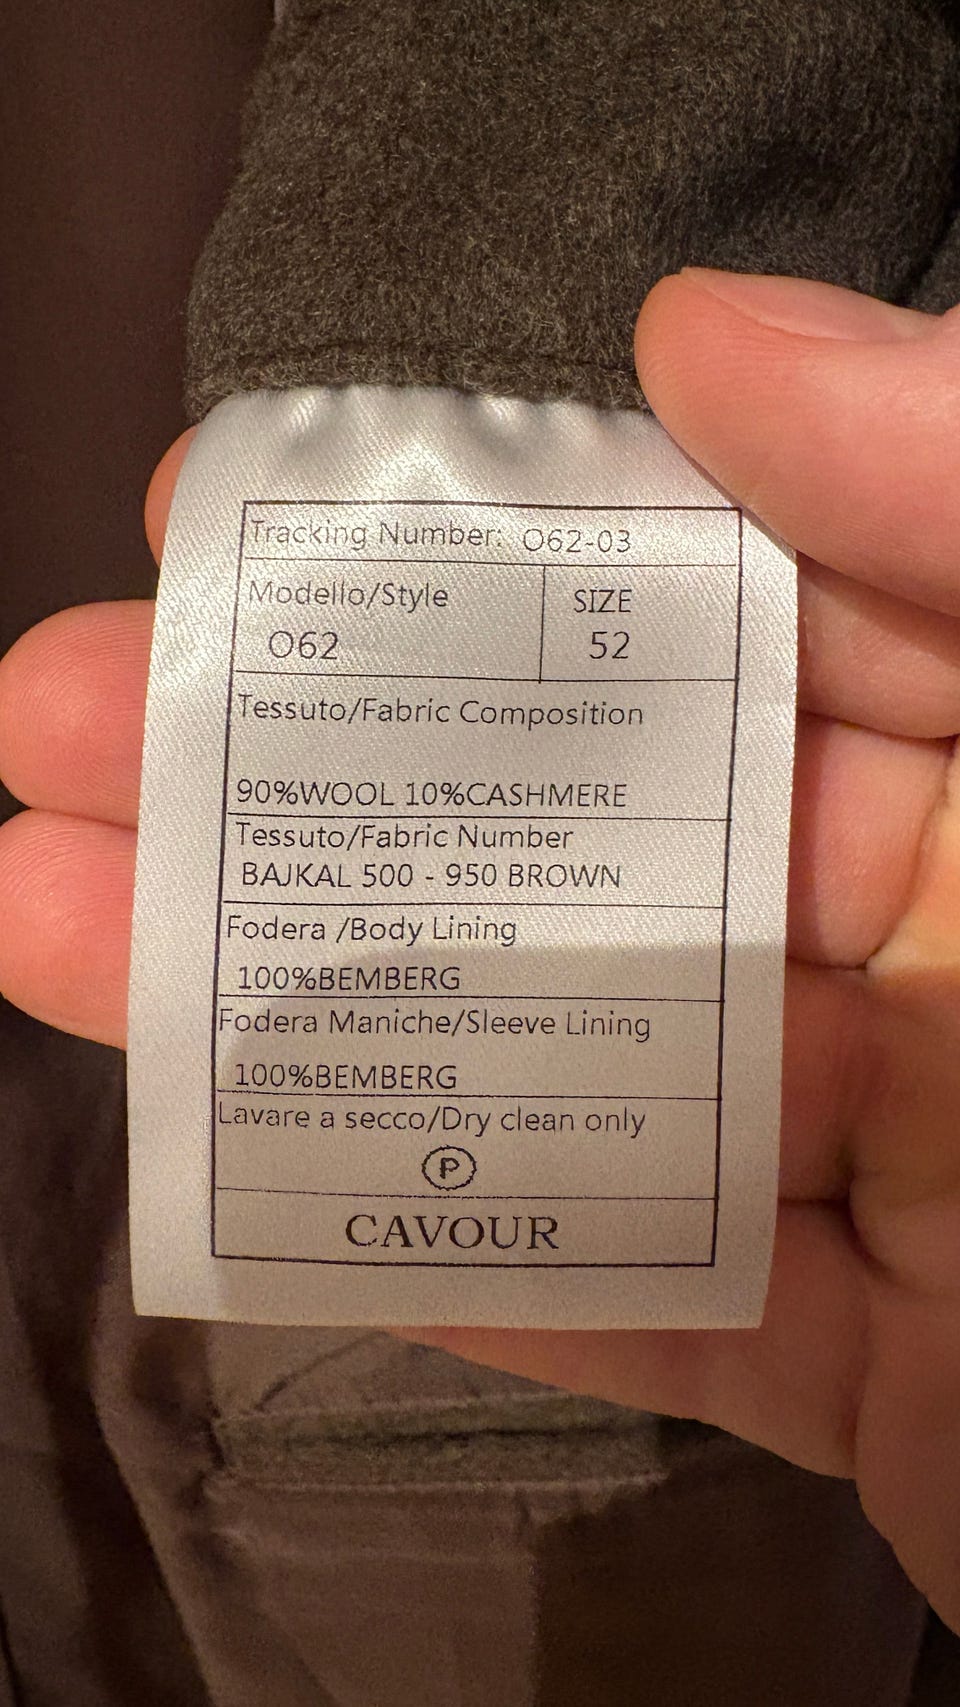 Tracking Number: O62-03
Modello/Style
SIZE
O62
52
Tessuto/Fabric Composition
90%WOOL 10%CASHMERE
Tessuto/Fabric Number
BAJKAL 500 - 950 BROWN
Fodera /Body Lining
100%BEMBERG
Fodera Maniche/Sleeve Lining
100%BEMBERG
Lavare a secco/Dry clean only
P
CAVOUR